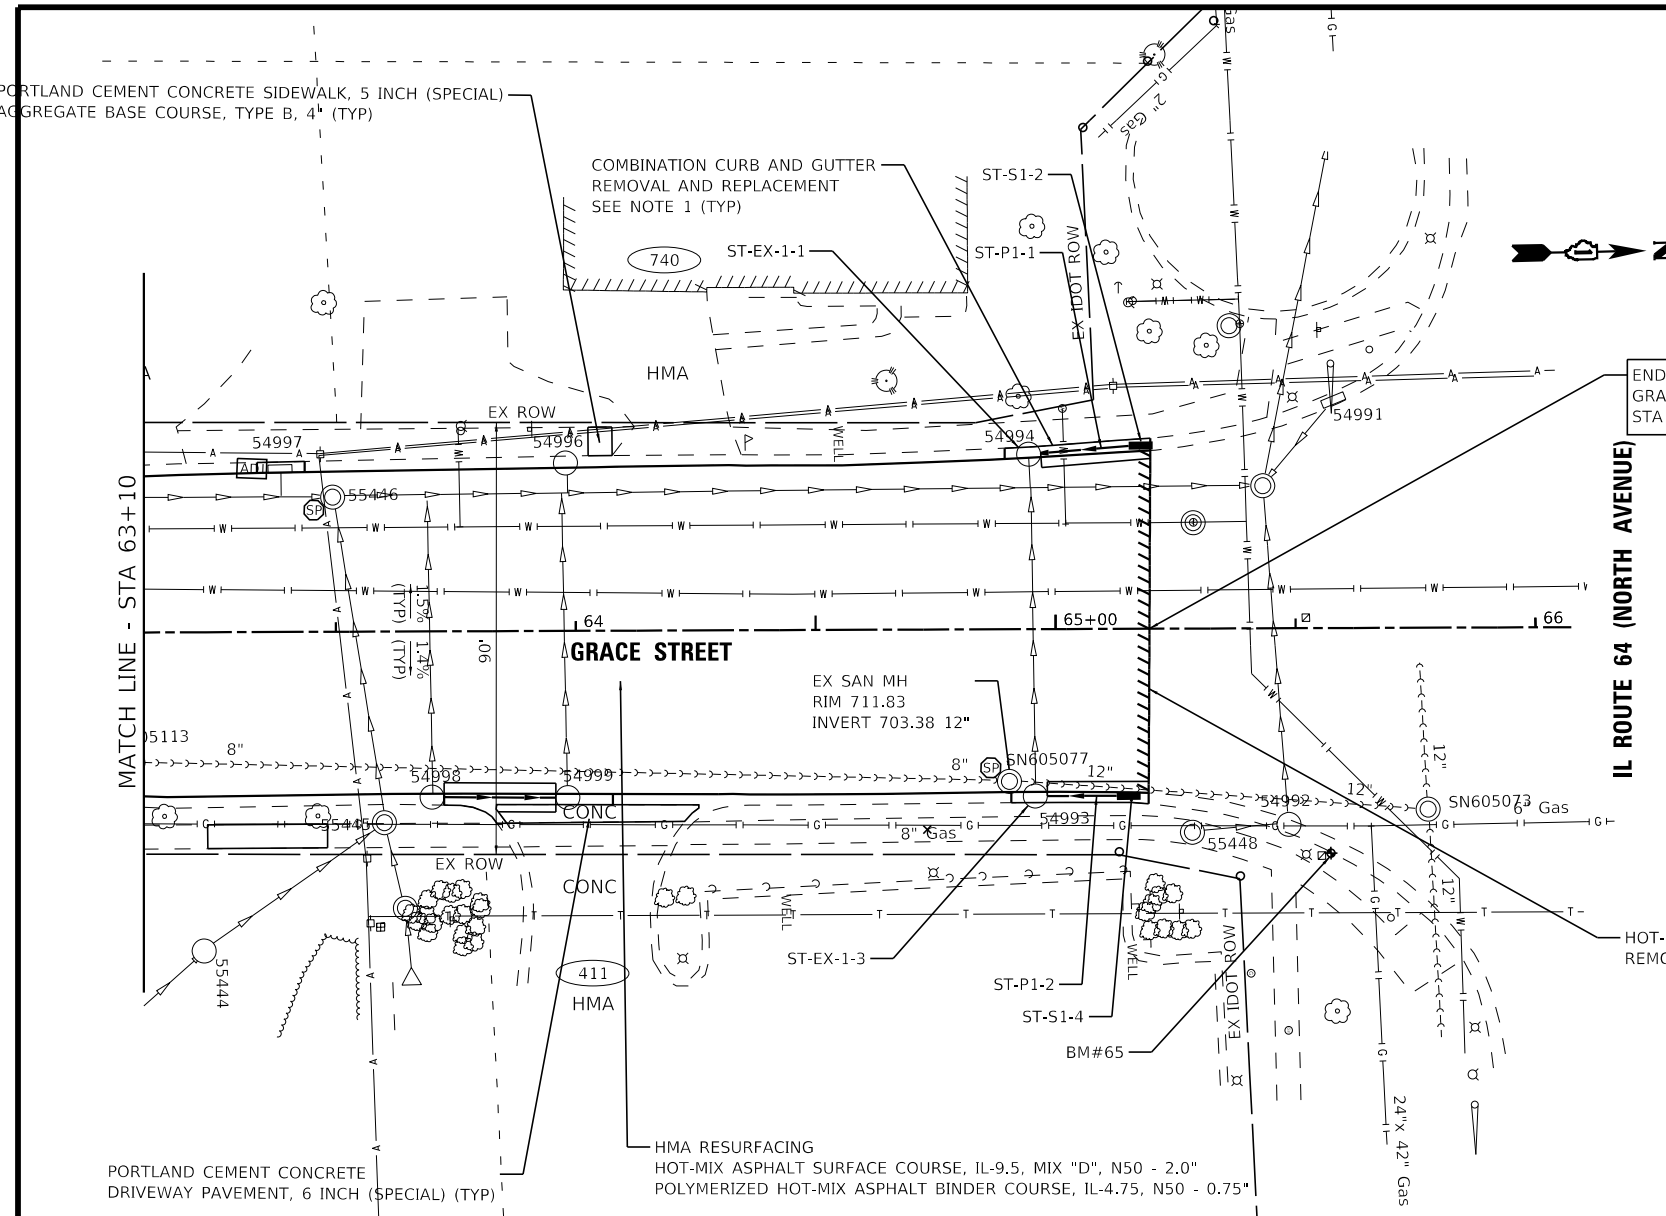 PORTLAND CEMENT CONCRETE SIDEWALK, 5 INCH (SPECIAL)
AGGREGATE BASE COURSE, TYPE B, 4" (TYP)
COMBINATION CURB AND GUTTER
REMOVAL AND REPLACEMENT
SEE NOTE 1 (TYP)
740
ST-EX-1-1
ST-S1-2
ST-P1-1
EX IDOT ROW
2" Gas
Gas
HMA
EX ROW
54997
54996
54994
54991
WELL
55446
SP
END
GRA
STA
MATCH LINE - STA 63+10
IL ROUTE 64 (NORTH AVENUE)
1.5%
(TYP)
1.4%
(TYP)
90'
64
65+00
66
GRACE STREET
EX SAN MH
RIM 711.83
INVERT 703.38 12"
05113
8"
8"
SP
SN605077
12"
12"
12"
12"
SN605073
6" Gas
54998
54999
CONC
54993
54992
55445
8" Gas
55448
EX ROW
CONC
WELL
WELL
EX IDOT ROW
55444
411
HMA
ST-EX-1-3
ST-P1-2
ST-S1-4
BM#65
HOT-
REMO
24"x 42" Gas
PORTLAND CEMENT CONCRETE
DRIVEWAY PAVEMENT, 6 INCH (SPECIAL) (TYP)
HMA RESURFACING
HOT-MIX ASPHALT SURFACE COURSE, IL-9.5, MIX "D", N50 - 2.0"
POLYMERIZED HOT-MIX ASPHALT BINDER COURSE, IL-4.75, N50 - 0.75"